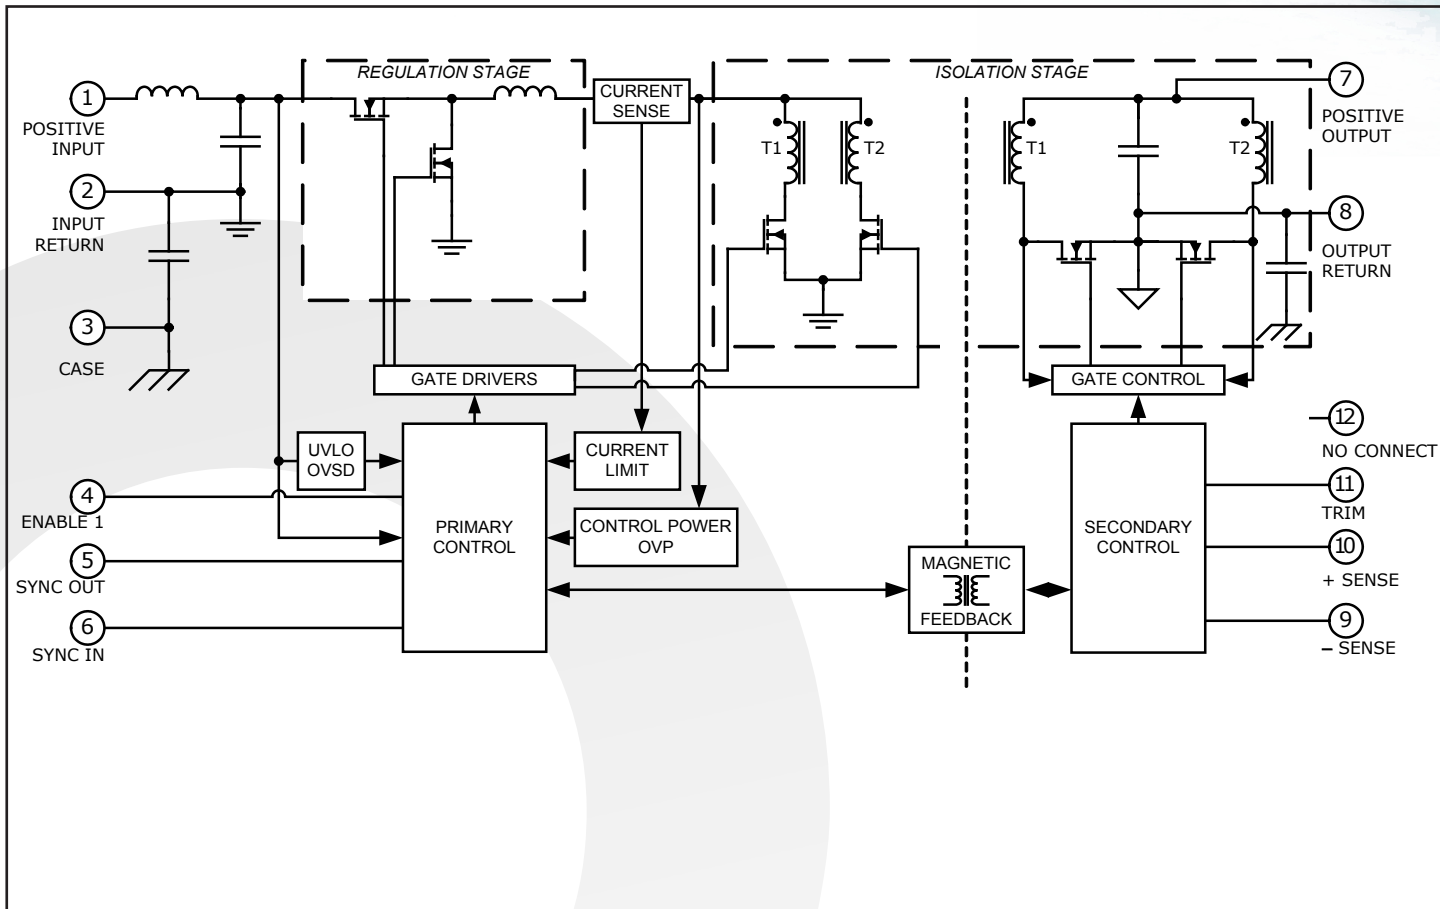 REGULATION STAGE
ISOLATION STAGE
1
POSITIVE
INPUT
2
INPUT
RETURN
3
CASE
CURRENT
SENSE
T1
T2
T1
T2
7
POSITIVE
OUTPUT
8
OUTPUT
RETURN
GATE DRIVERS
GATE CONTROL
UVLO
OVSD
CURRENT
LIMIT
4
ENABLE 1
5
SYNC OUT
6
SYNC IN
PRIMARY
CONTROL
CONTROL POWER
OVP
MAGNETIC
FEEDBACK
SECONDARY
CONTROL
12
NO CONNECT
11
TRIM
10
+ SENSE
9
– SENSE